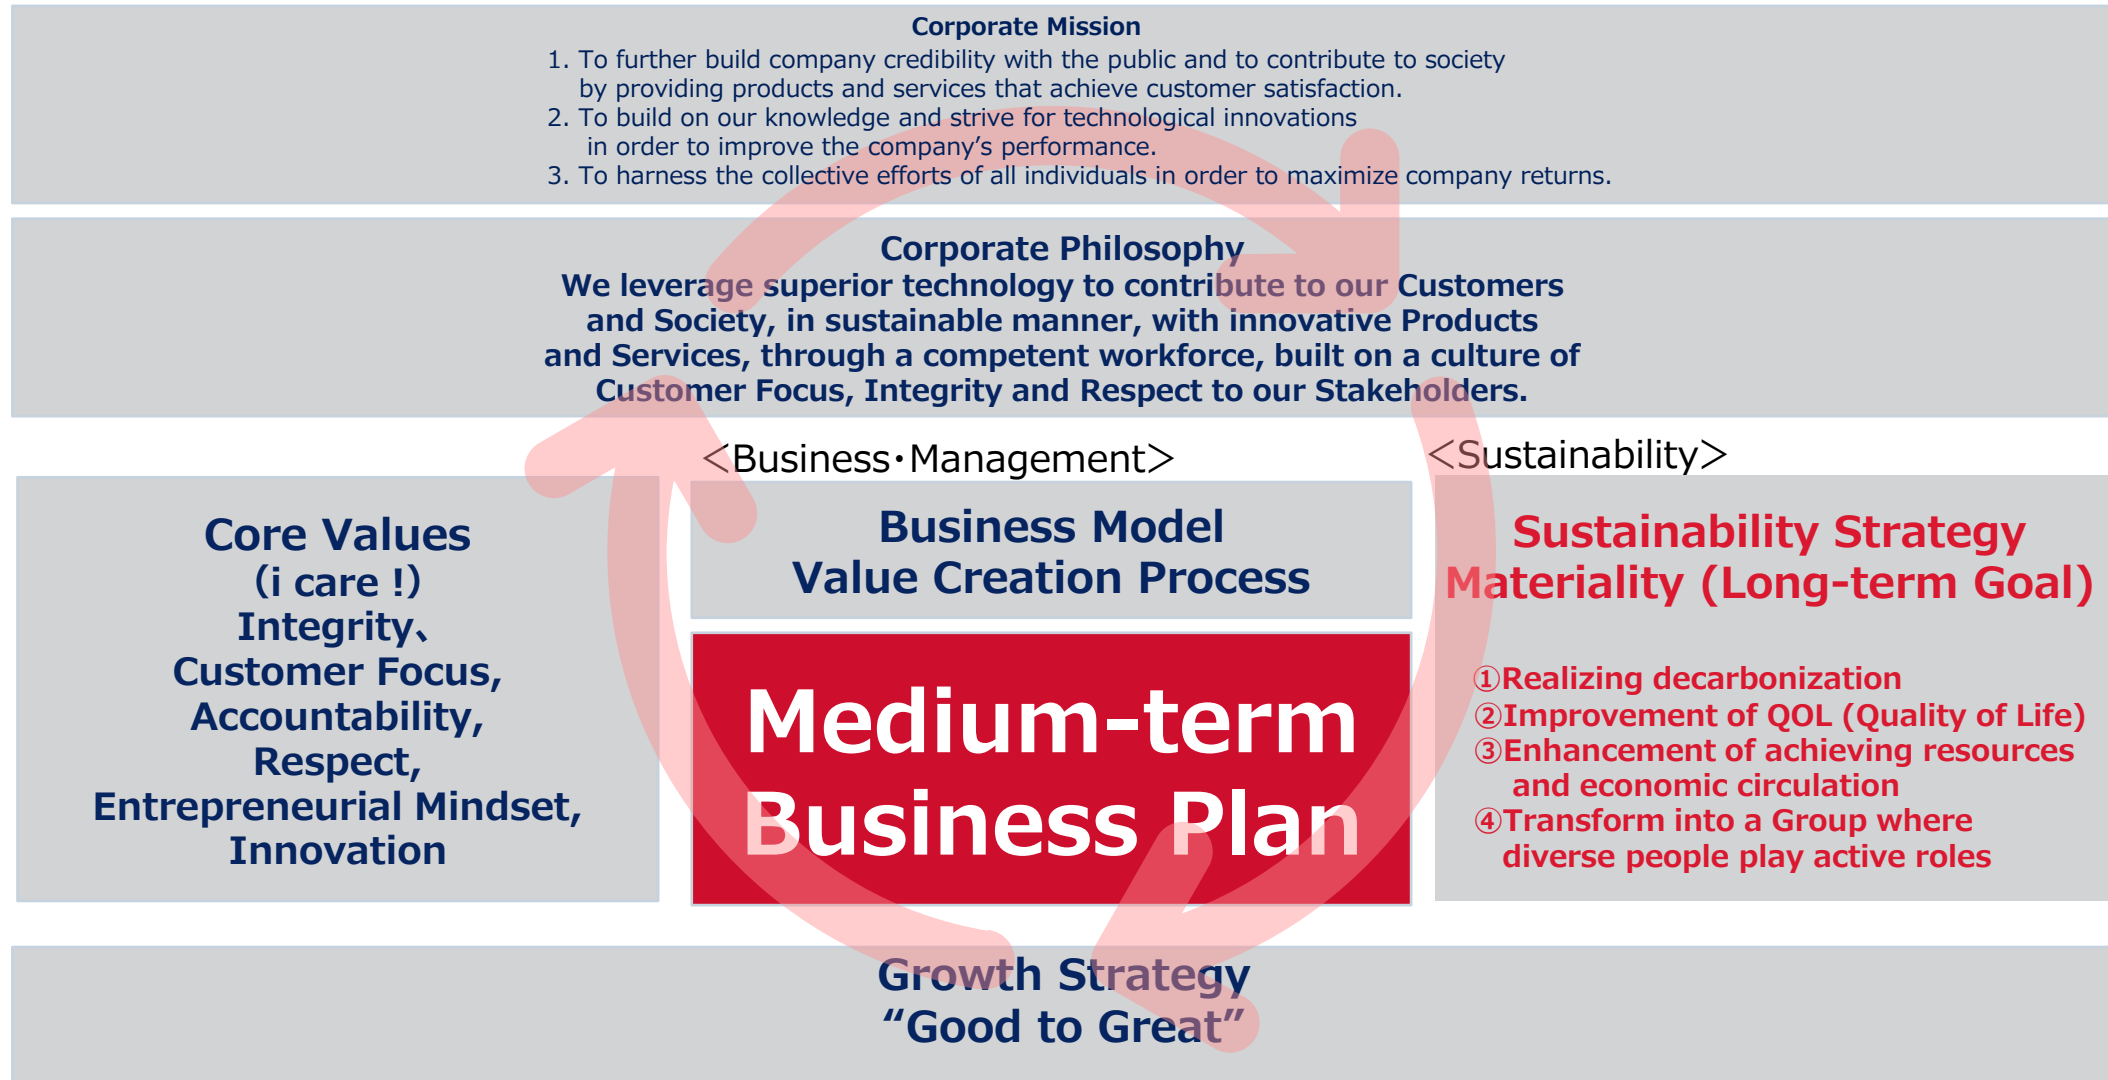 Corporate Mission
1. To further build company credibility with the public and to contribute to society
by providing products and services that achieve customer satisfaction.
2. To build on our knowledge and strive for technological innovations
in order to improve the company’s performance.
3. To harness the collective efforts of all individuals in order to maximize company returns.
Corporate Philosophy
We leverage superior technology to contribute to our Customers
and Society, in sustainable manner, with innovative Products
and Services, through a competent workforce, built on a culture of
Customer Focus, Integrity and Respect to our Stakeholders.
Core Values
(i care !)
Integrity、
Customer Focus,
Accountability,
Respect,
Entrepreneurial Mindset,
Innovation
＜Business・Management＞
Business Model
Value Creation Process
Medium-term
Business Plan
＜Sustainability＞
Sustainability Strategy
Materiality (Long-term Goal)
①Realizing decarbonization
②Improvement of QOL (Quality of Life)
③Enhancement of achieving resources
and economic circulation
④Transform into a Group where
diverse people play active roles
Growth Strategy
“Good to Great”